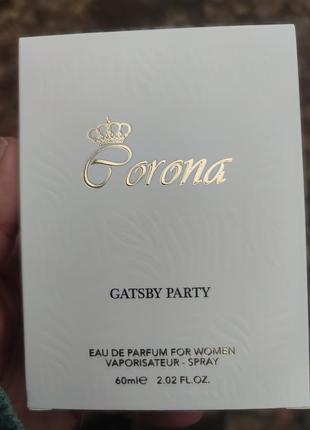 Corona
GATSBY PARTY
EAU DE PARFUM FOR WOMEN
VAPORISATEUR - SPRAY
60ml℮ 2.02 FL.OZ.